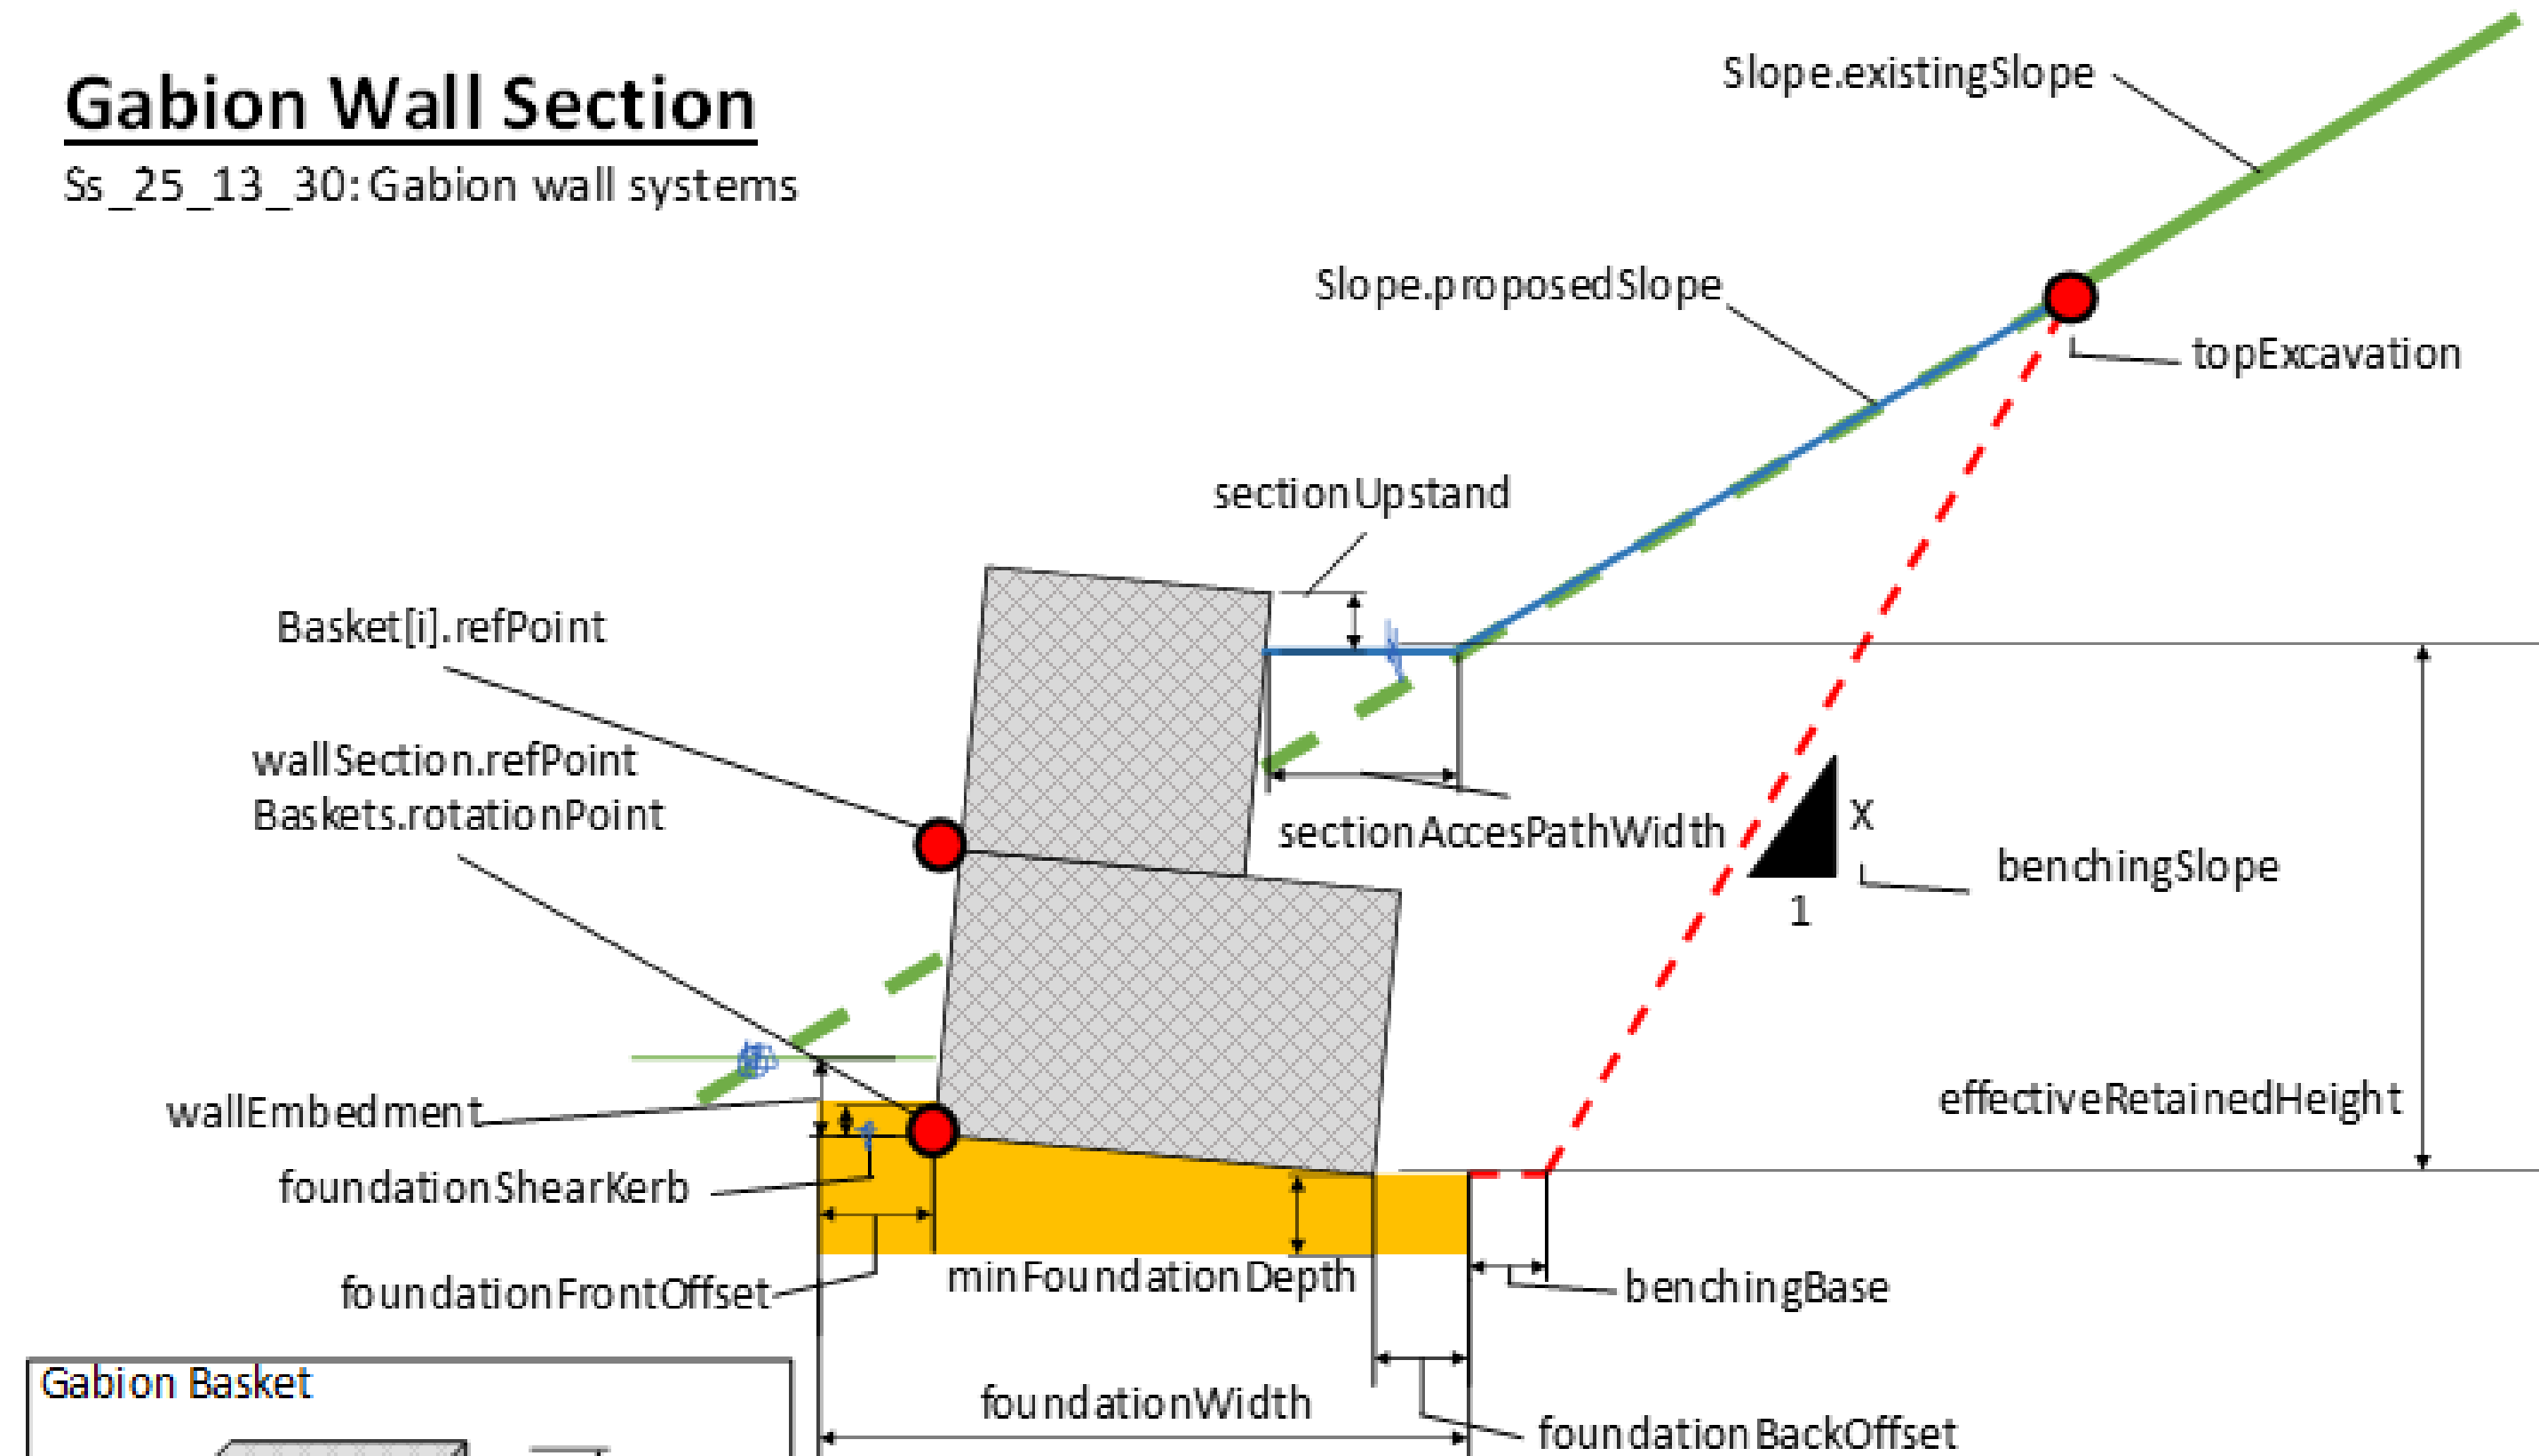 Gabion Wall Section
Ss_25_13_30: Gabion wall systems
Slope.existingSlope
Slope.proposedSlope
topExcavation
sectionUpstand
Basket[i].refPoint
wallSection.refPoint
Baskets.rotationPoint
sectionAccesPathWidth
X
1
benchingSlope
effectiveRetainedHeight
wallEmbedment
foundationShearKerb
foundationFrontOffset
minFoundationDepth
benchingBase
Gabion Basket
foundationWidth
foundationBackOffset